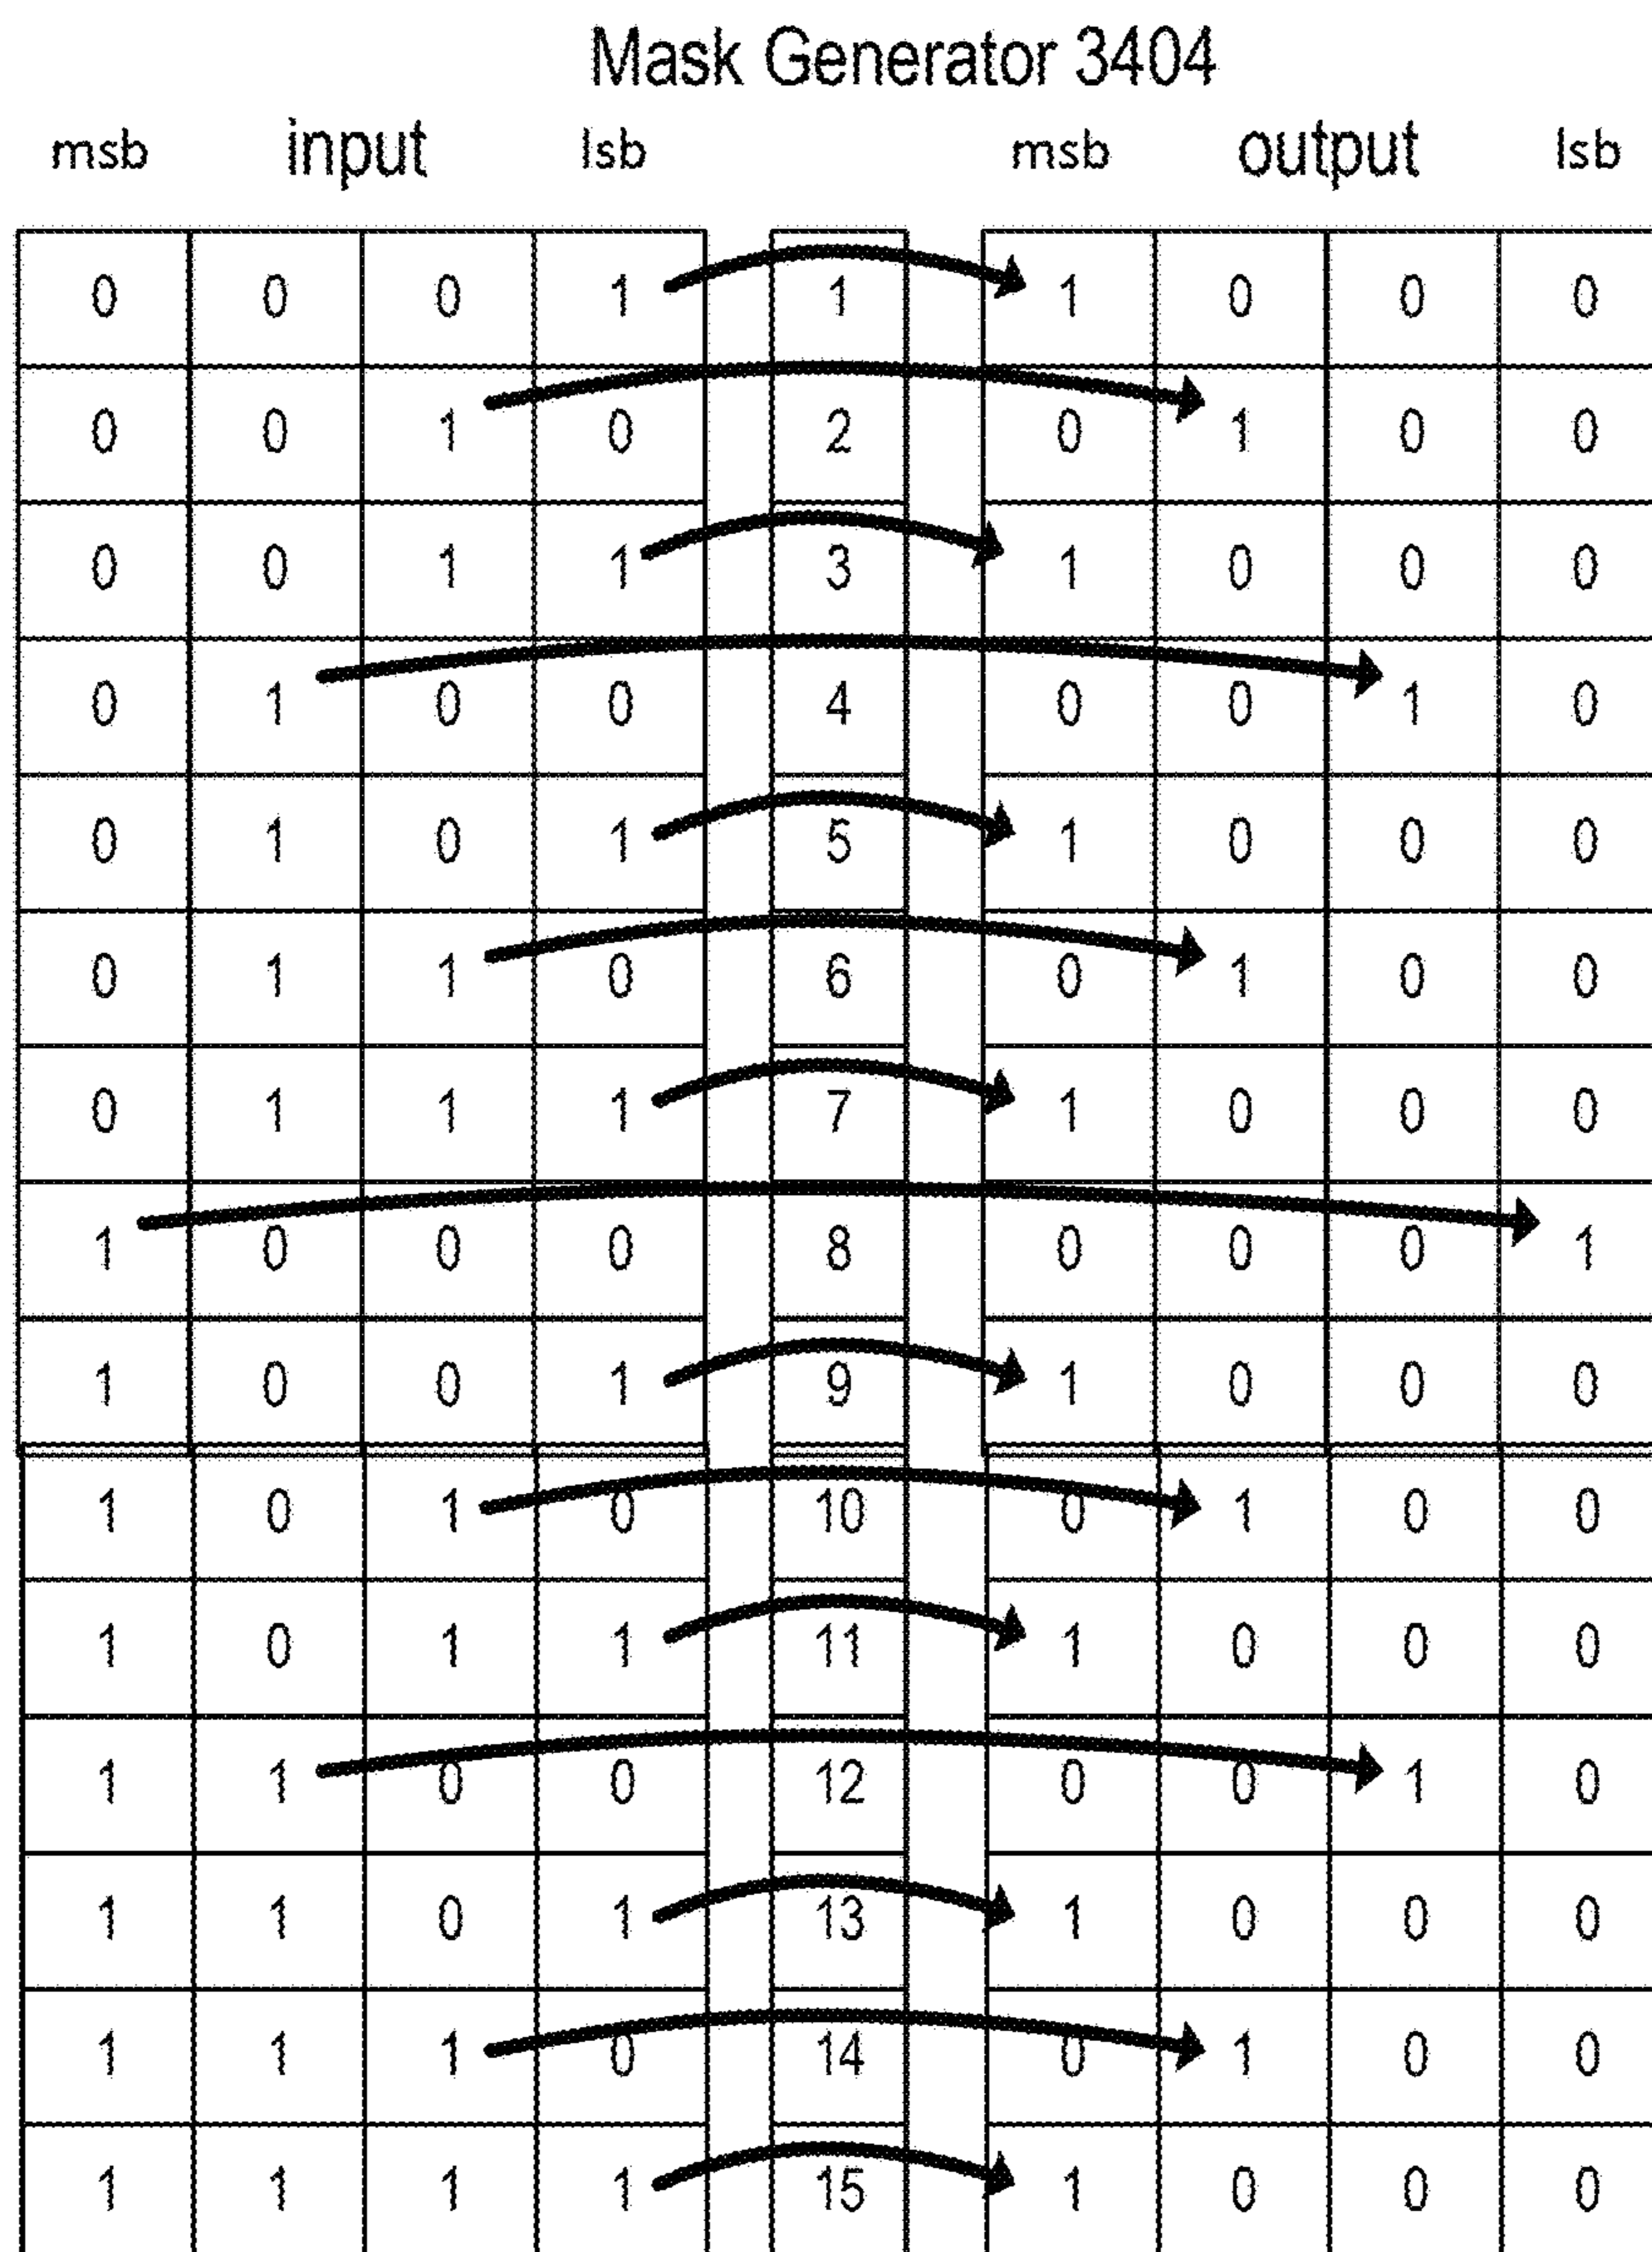 Mask Generator 3404
msb input lsb msb output lsb
0 0 0 1 1 1 0 0 0
0 0 1 0 2 0 1 0 0
0 0 1 1 3 1 0 0 0
0 1 0 0 4 0 0 1 0
0 1 0 1 5 1 0 0 0
0 1 1 0 6 0 1 0 0
0 1 1 1 7 1 0 0 0
1 0 0 0 8 0 0 0 1
1 0 0 1 9 1 0 0 0
1 0 1 0 10 0 1 0 0
1 0 1 1 11 1 0 0 0
1 1 0 0 12 0 0 1 0
1 1 0 1 13 1 0 0 0
1 1 1 0 14 0 1 0 0
1 1 1 1 15 1 0 0 0